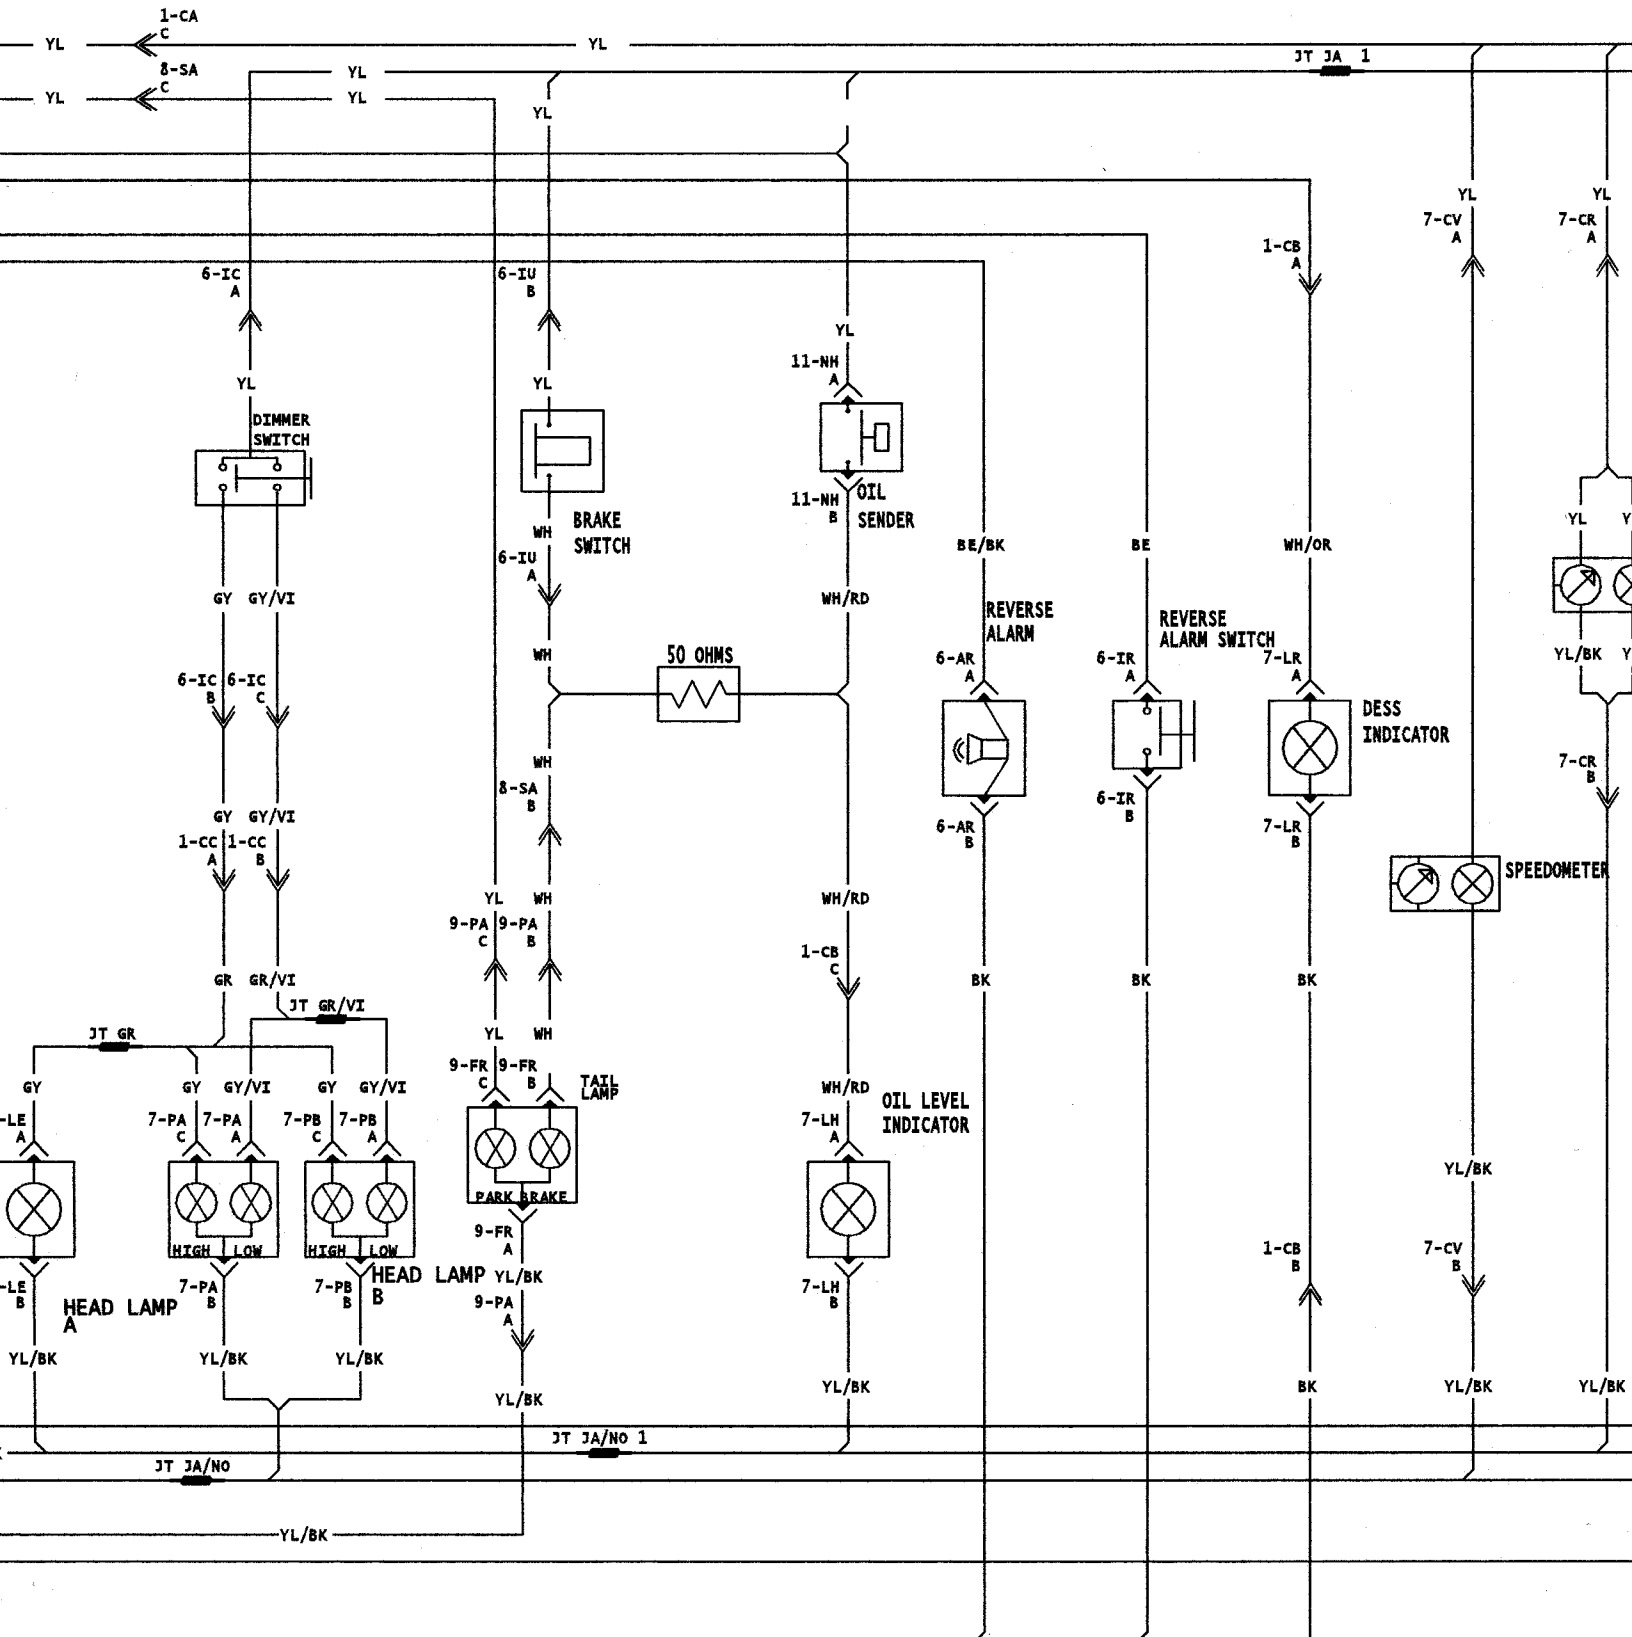 1-CA
C
YL
YL
JT JA 1
8-SA
C
YL
YL
YL
YL
YL
7-CV
A
YL
7-CR
A
1-CB
A
6-IC
A
6-IU
B
YL
11-NH
A
YL
YL
DIMMER
SWITCH
11-NH
B
OIL
SENDER
BRAKE
SWITCH
WH
6-IU
A
BE/BK
BE
WH/OR
YL
Y
GY
GY/VI
WH/RD
REVERSE
ALARM
REVERSE
ALARM SWITCH
WH
50 OHMS
6-AR
A
6-IR
A
7-LR
A
YL/BK
Y
6-IC
B
6-IC
C
DESS
INDICATOR
WH
8-SA
B
7-CR
B
6-AR
B
6-IR
B
7-LR
B
GY
GY/VI
1-CC
A
1-CC
B
SPEEDOMETER
YL
WH
9-PA
C
9-PA
B
WH/RD
1-CB
C
GR
GR/VI
BK
BK
BK
JT GR/VI
JT GR
YL
WH
9-FR
C
9-FR
B
TAIL
LAMP
GY
GY
GY/VI
GY
GY/VI
WH/RD
OIL LEVEL
INDICATOR
-LE
A
7-PA
C
7-PA
A
7-PB
C
7-PB
A
7-LH
A
YL/BK
PARK BRAKE
9-FR
A
HIGH LOW
HIGH LOW
1-CB
B
7-CV
B
-LE
B
7-PA
B
7-PB
B
HEAD LAMP
B
YL/BK
7-LH
B
HEAD LAMP
A
9-PA
A
YL/BK
YL/BK
YL/BK
YL/BK
YL/BK
BK
YL/BK
YL/BK
JT JA/NO 1
JT JA/NO
YL/BK